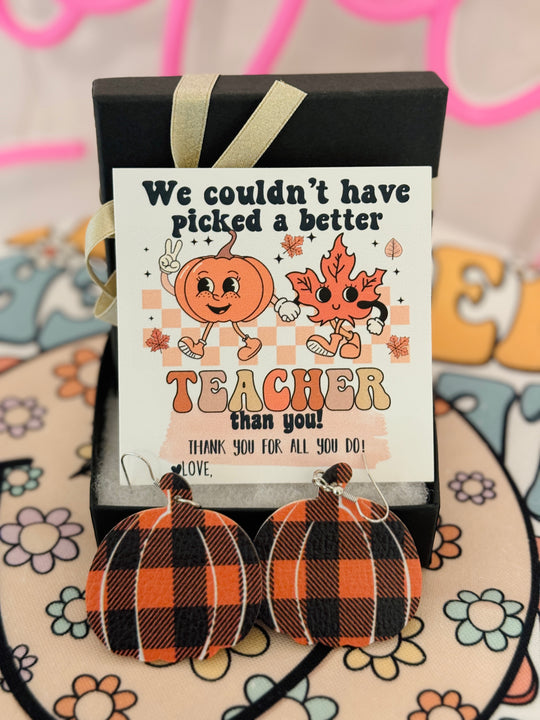 We couldn't have
picked a better
TEACHER
than you!
THANK YOU FOR ALL YOU DO!
LOVE,